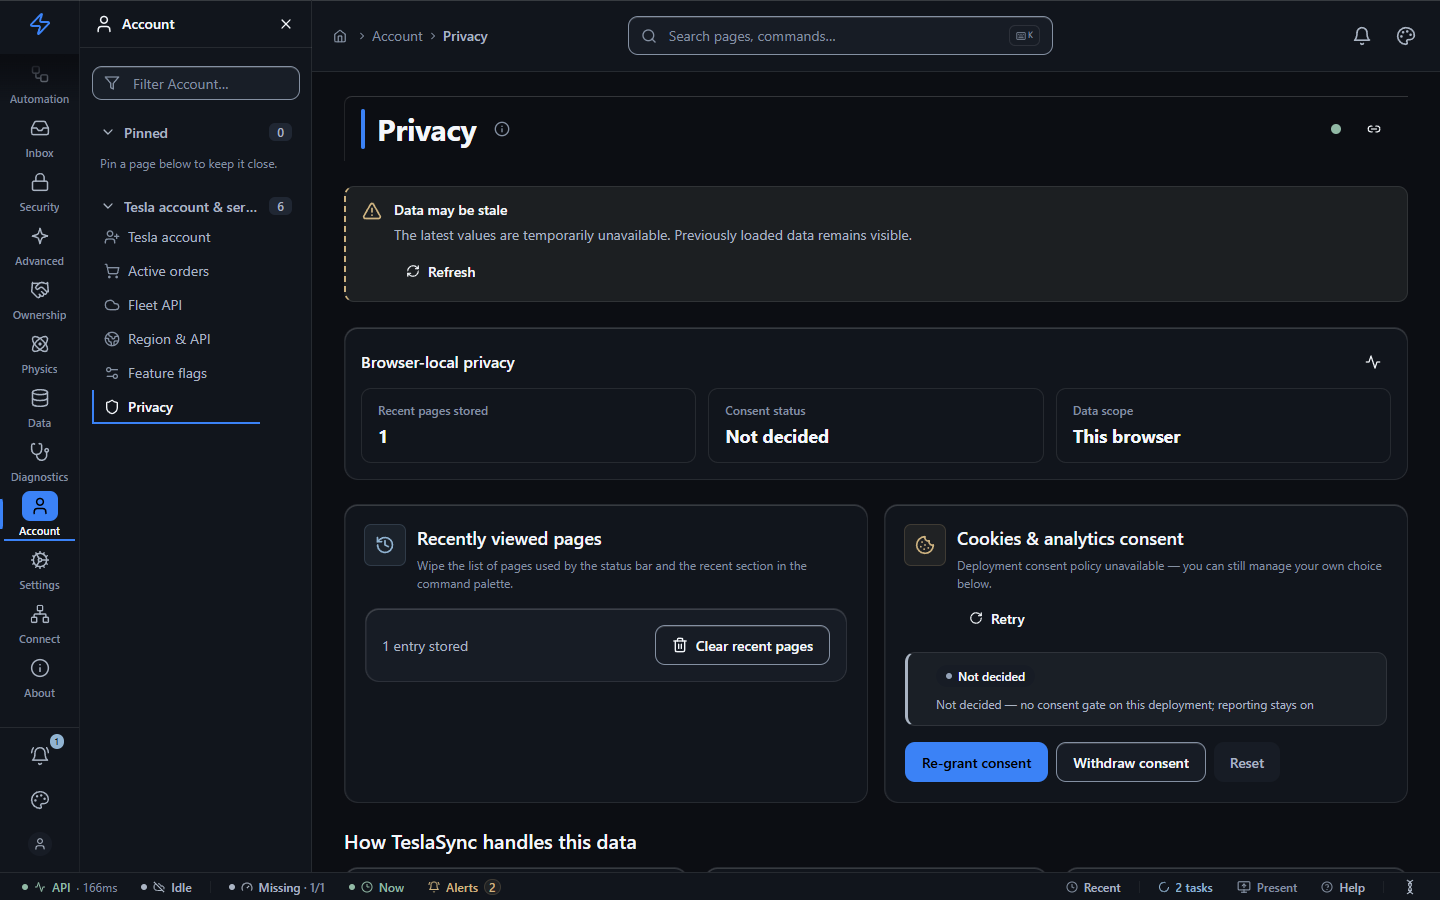 Account
Account
Privacy
Search pages, commands...
K
Automation
Inbox
Security
Advanced
Ownership
Physics
Data
Diagnostics
Account
Settings
Connect
About
1
Filter Account...
Pinned
0
Pin a page below to keep it close.
Tesla account & ser...
6
Tesla account
Active orders
Fleet API
Region & API
Feature flags
Privacy
Privacy
Data may be stale
The latest values are temporarily unavailable. Previously loaded data remains visible.
Refresh
Browser-local privacy
Recent pages stored
1
Consent status
Not decided
Data scope
This browser
Recently viewed pages
Wipe the list of pages used by the status bar and the recent section in the
command palette.
1 entry stored
Clear recent pages
Cookies & analytics consent
Deployment consent policy unavailable — you can still manage your own choice
below.
Retry
Not decided
Not decided — no consent gate on this deployment; reporting stays on
Re-grant consent
Withdraw consent
Reset
How TeslaSync handles this data
API · 166ms
Idle
Missing · 1/1
Now
Alerts 2
Recent
2 tasks
Present
Help